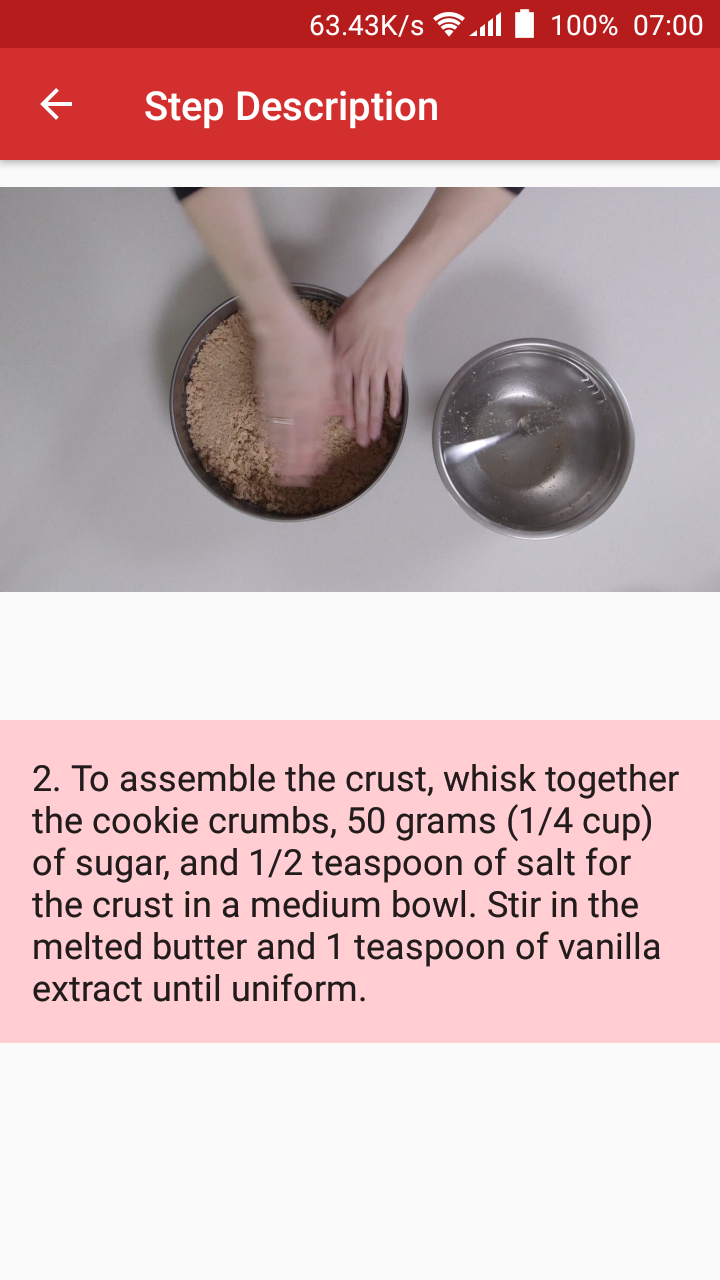 63.43K/s 100% 07:00
Step Description
2. To assemble the crust, whisk together
the cookie crumbs, 50 grams (1/4 cup)
of sugar, and 1/2 teaspoon of salt for
the crust in a medium bowl. Stir in the
melted butter and 1 teaspoon of vanilla
extract until uniform.